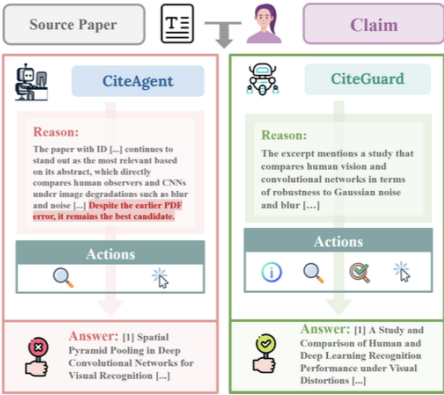 Source Paper
Claim
CiteAgent
Reason:
The paper with ID [...] continues to
stand out as the most relevant based
on its abstract, which directly
compares human observers and CNNs
under image degradations such as blur
and noise [...] Despite the earlier PDF
error, it remains the best candidate.
Actions
Answer: [1] Spatial
Pyramid Pooling in Deep
Convolutional Networks for
Visual Recognition [...]
CiteGuard
Reason:
The excerpt mentions a study that
compares human vision and
convolutional networks in terms
of robustness to Gaussian noise
and blur [...]
Actions
Answer: [1] A Study and
Comparison of Human and
Deep Learning Recognition
Performance under Visual
Distortions [...]